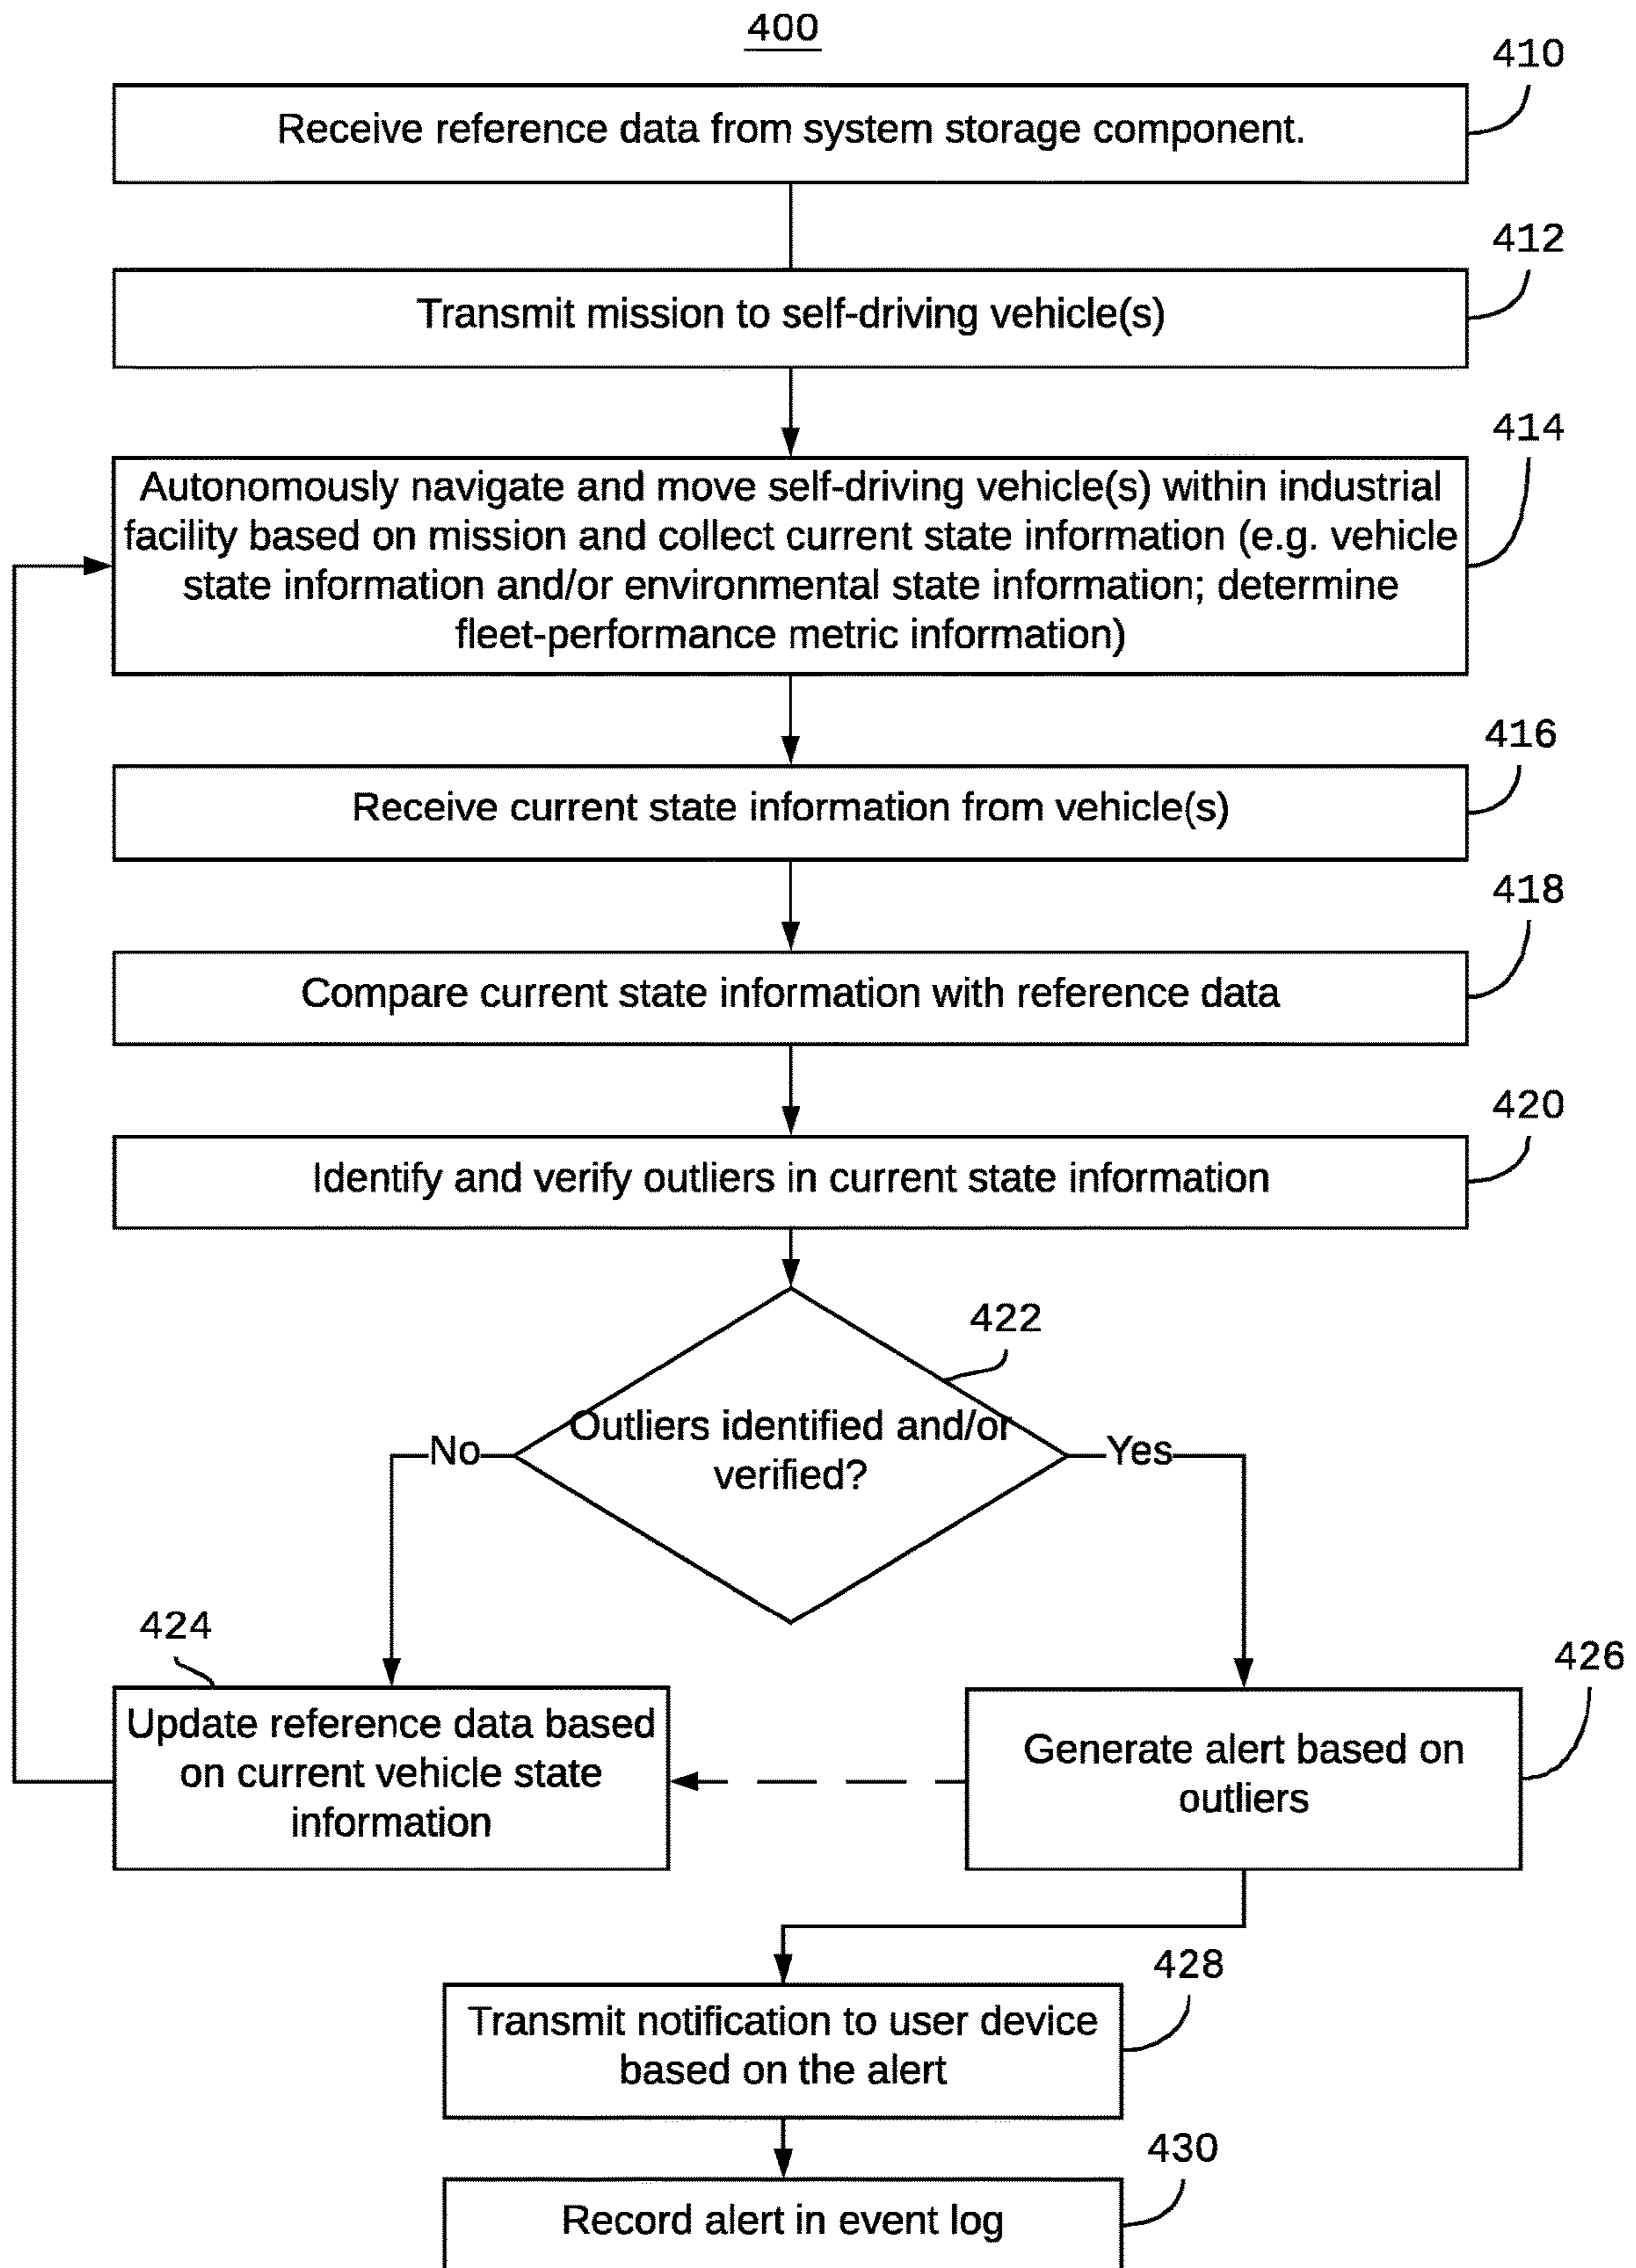 400
410
Receive reference data from system storage component.
412
Transmit mission to self-driving vehicle(s)
414
Autonomously navigate and move self-driving vehicle(s) within industrial
facility based on mission and collect current state information (e.g. vehicle
state information and/or environmental state information; determine
fleet-performance metric information)
416
Receive current state information from vehicle(s)
418
Compare current state information with reference data
420
Identify and verify outliers in current state information
422
Outliers identified and/or
verified?
No
Yes
424
Update reference data based
on current vehicle state
information
426
Generate alert based on
outliers
428
Transmit notification to user device
based on the alert
430
Record alert in event log